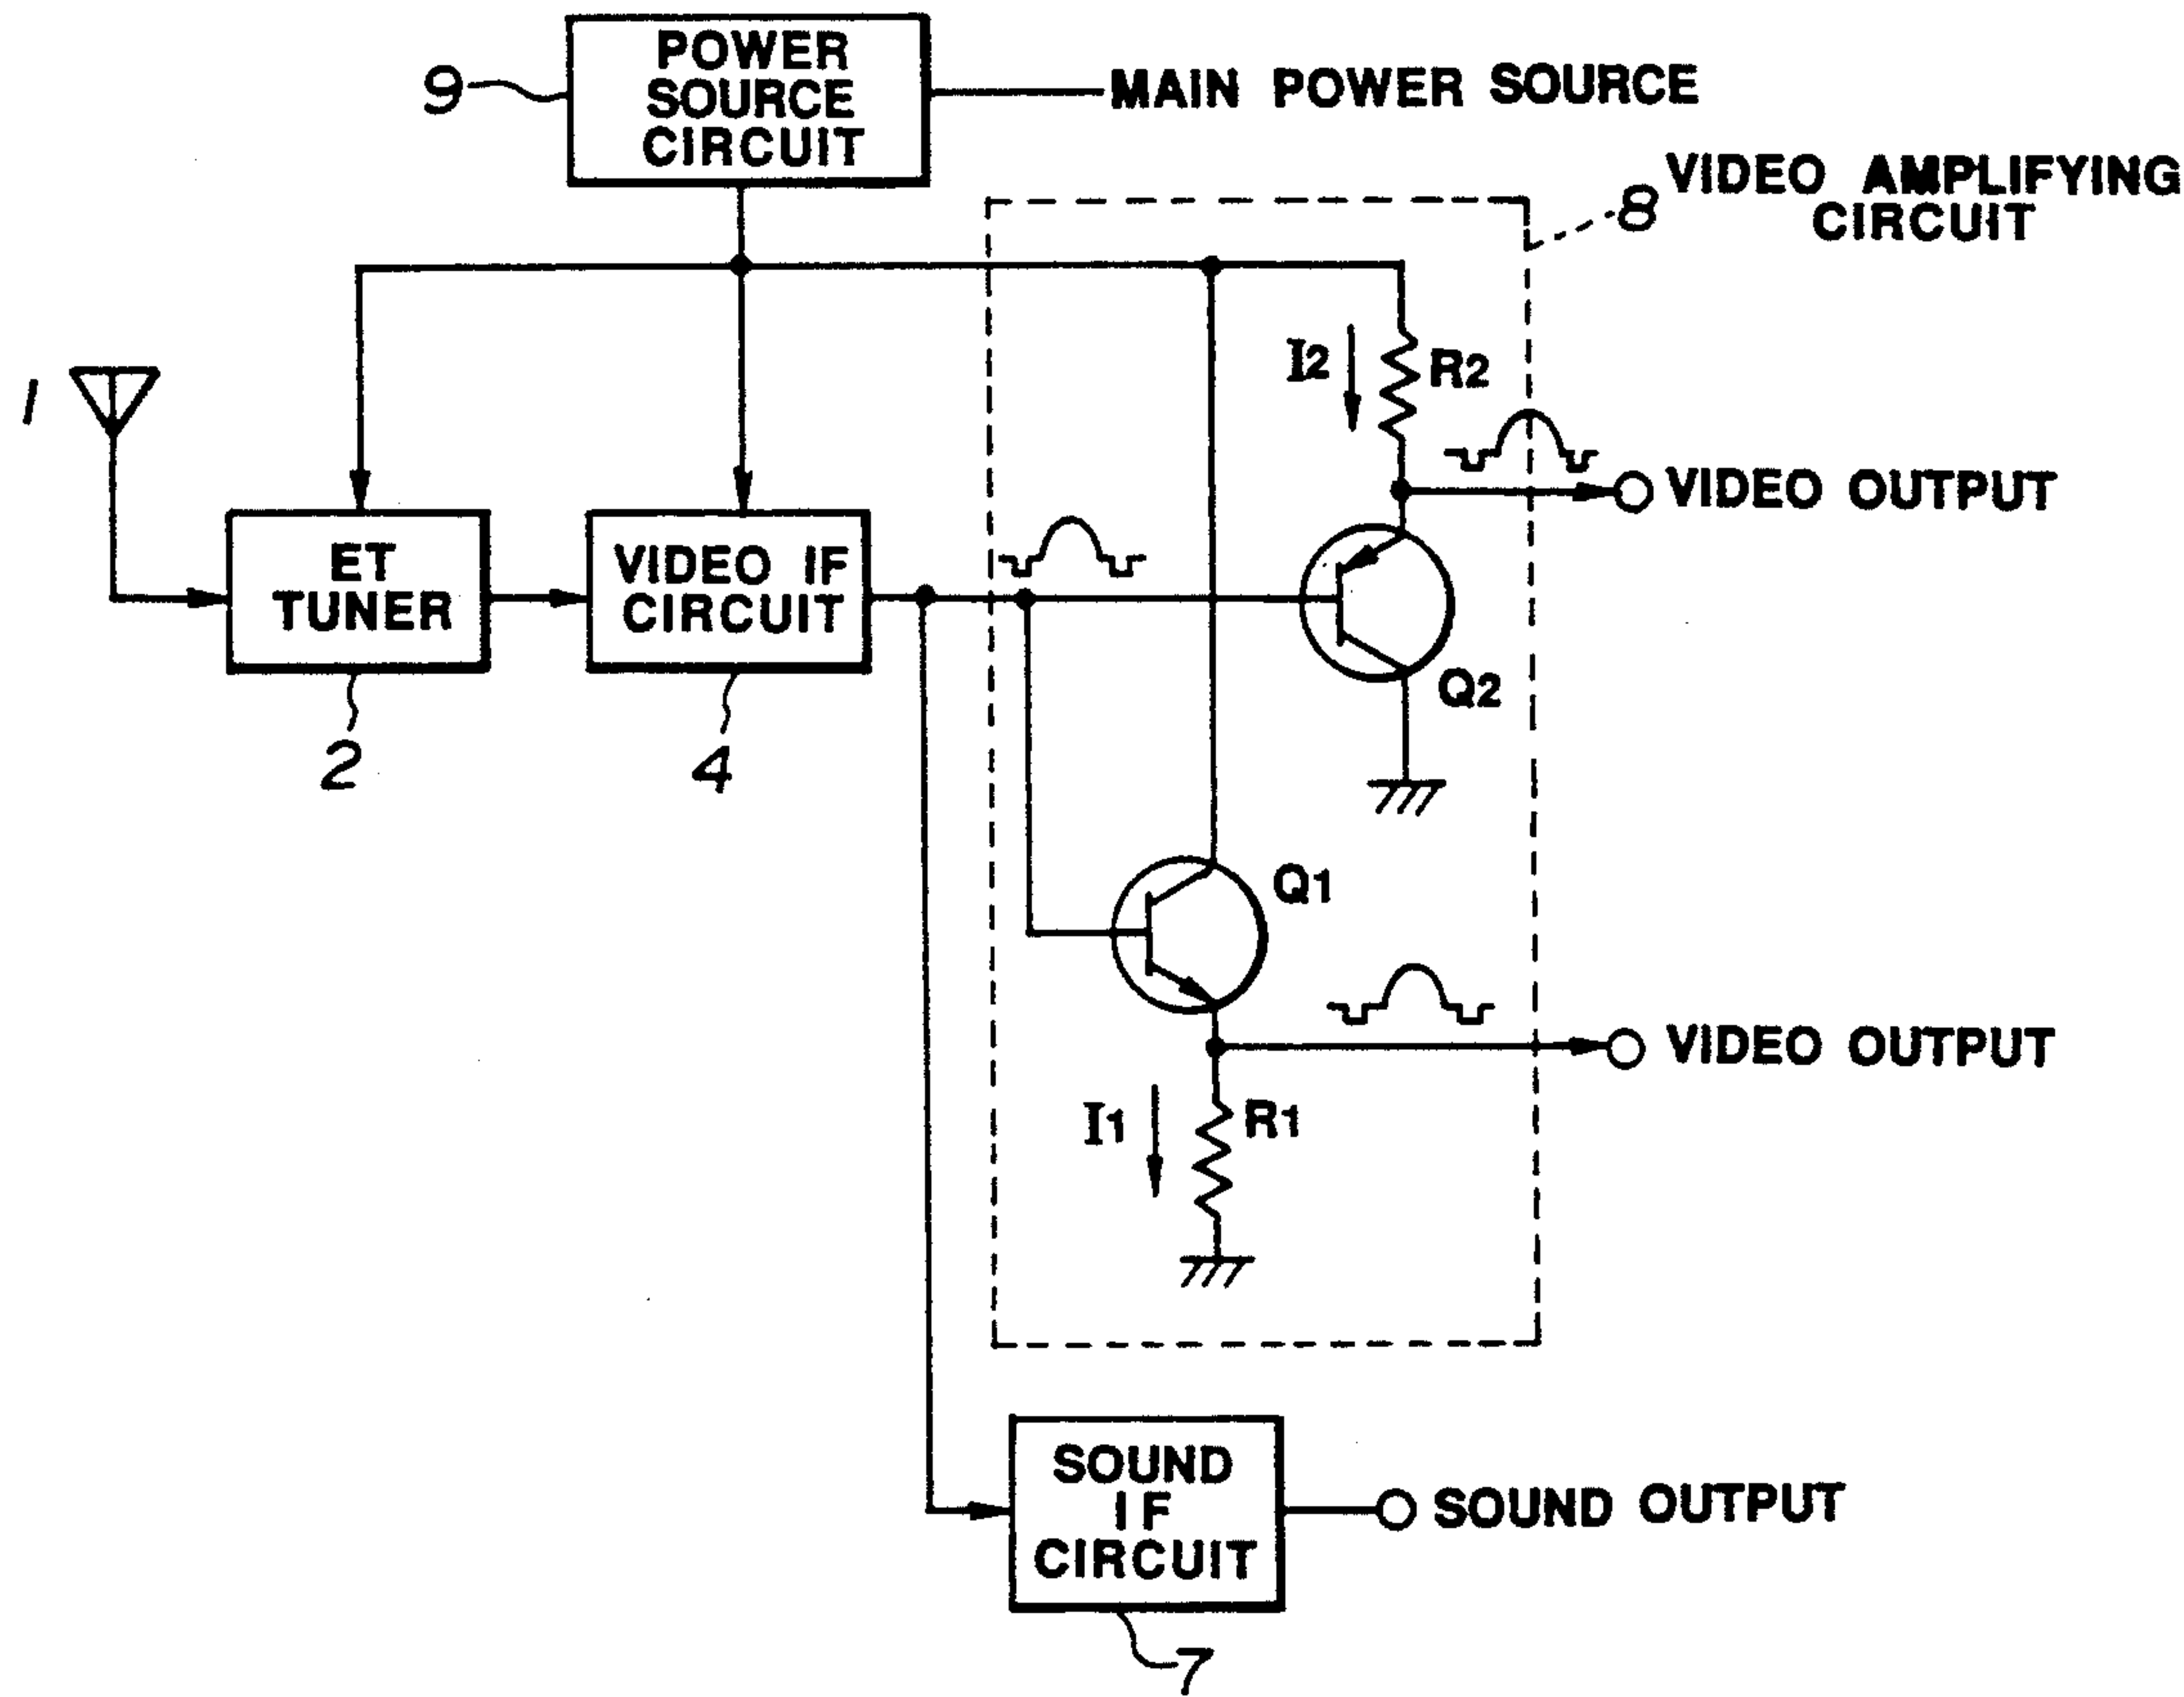 POWER
SOURCE
CIRCUIT
9
MAIN POWER SOURCE
VIDEO AMPLIFYING
CIRCUIT
8
I2
R2
1
VIDEO OUTPUT
ET
TUNER
VIDEO IF
CIRCUIT
Q2
2
4
Q1
VIDEO OUTPUT
I1
R1
SOUND
IF
CIRCUIT
SOUND OUTPUT
7